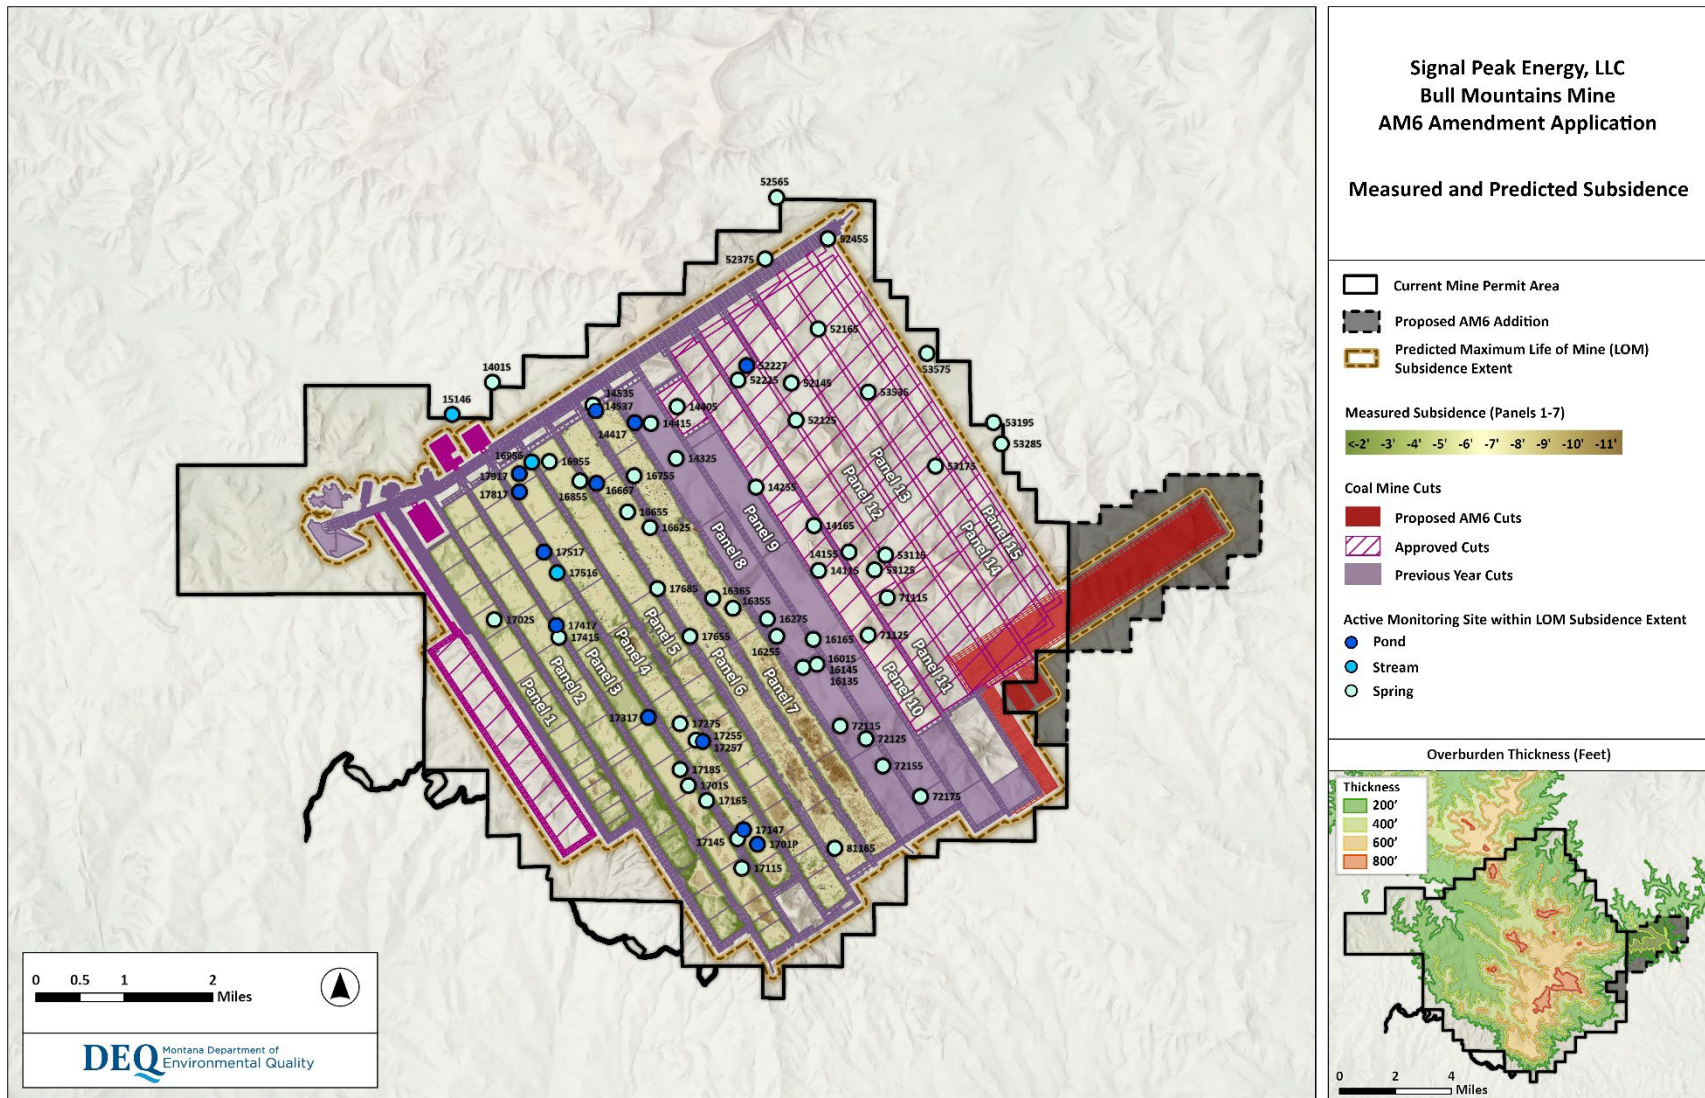 Signal Peak Energy, LLC
Bull Mountains Mine
AM6 Amendment Application
Measured and Predicted Subsidence
Current Mine Permit Area
Proposed AM6 Addition
Predicted Maximum Life of Mine (LOM)
Subsidence Extent
Measured Subsidence (Panels 1-7)
<-2' -3' -4' -5' -6' -7' -8' -9' -10' -11'
Coal Mine Cuts
Proposed AM6 Cuts
Approved Cuts
Previous Year Cuts
Active Monitoring Site within LOM Subsidence Extent
Pond
Stream
Spring
Overburden Thickness (Feet)
Thickness
200'
400'
600'
800'
0 2 4
Miles
52565
52455
52375
52165
53575
52227
52225
52145
53535
14015
15146
14535
14537
14405
14417
14415
52125
53195
53285
14325
53175
16956
16955
17917
17817
16855
16667
16755
14255
16655
16625
14165
17517
17516
14155
53115
14115
53125
17685
16365
16355
71115
17025
17417
17415
17655
16275
16255
16165
71125
16015
16145
16135
17317
17275
17255
17257
72115
72125
17185
72155
17015
17165
72175
17147
17145
1701P
17115
81165
Panel 1
Panel 2
Panel 3
Panel 4
Panel 5
Panel 6
Panel 7
Panel 8
Panel 9
Panel 10
Panel 11
Panel 12
Panel 13
Panel 14
Panel 15
0 0.5 1 2
Miles
DEQ
Montana Department of
Environmental Quality